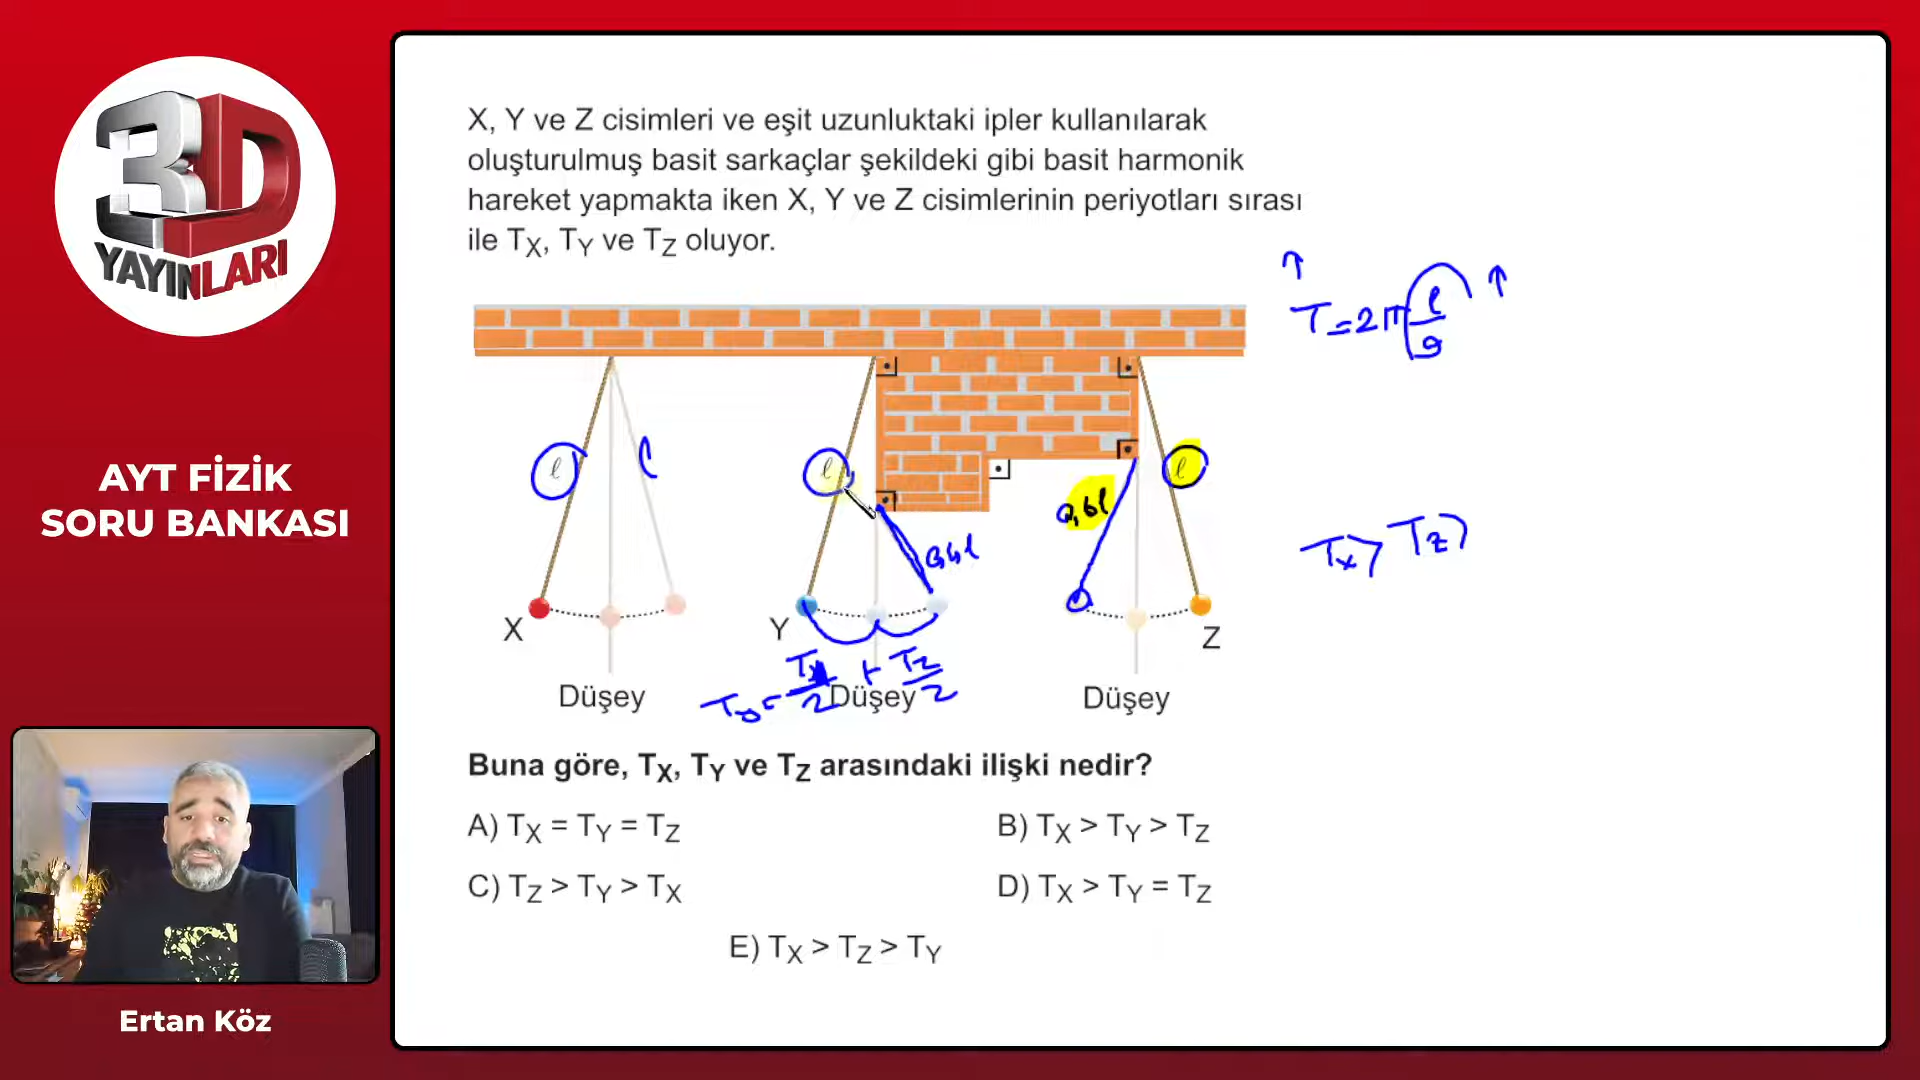 3D
YAYINLARI
AYT FİZİK
SORU BANKASI
Ertan Köz
X, Y ve Z cisimleri ve eşit uzunluktaki ipler kullanılarak
oluşturulmuş basit sarkaçlar şekildeki gibi basit harmonik
hareket yapmakta iken X, Y ve Z cisimlerinin periyotları sırası
ile TX, TY ve TZ oluyor.
T=2π l/g
ℓ
l
ℓ
ℓ
0,6l
Tx > Tz >
X
Y
Z
+ Tz/2
Düşey
Düşey
Düşey
Buna göre, TX, TY ve TZ arasındaki ilişki nedir?
A) TX = TY = TZ
B) TX > TY > TZ
C) TZ > TY > TX
D) TX > TY = TZ
E) TX > TZ > TY